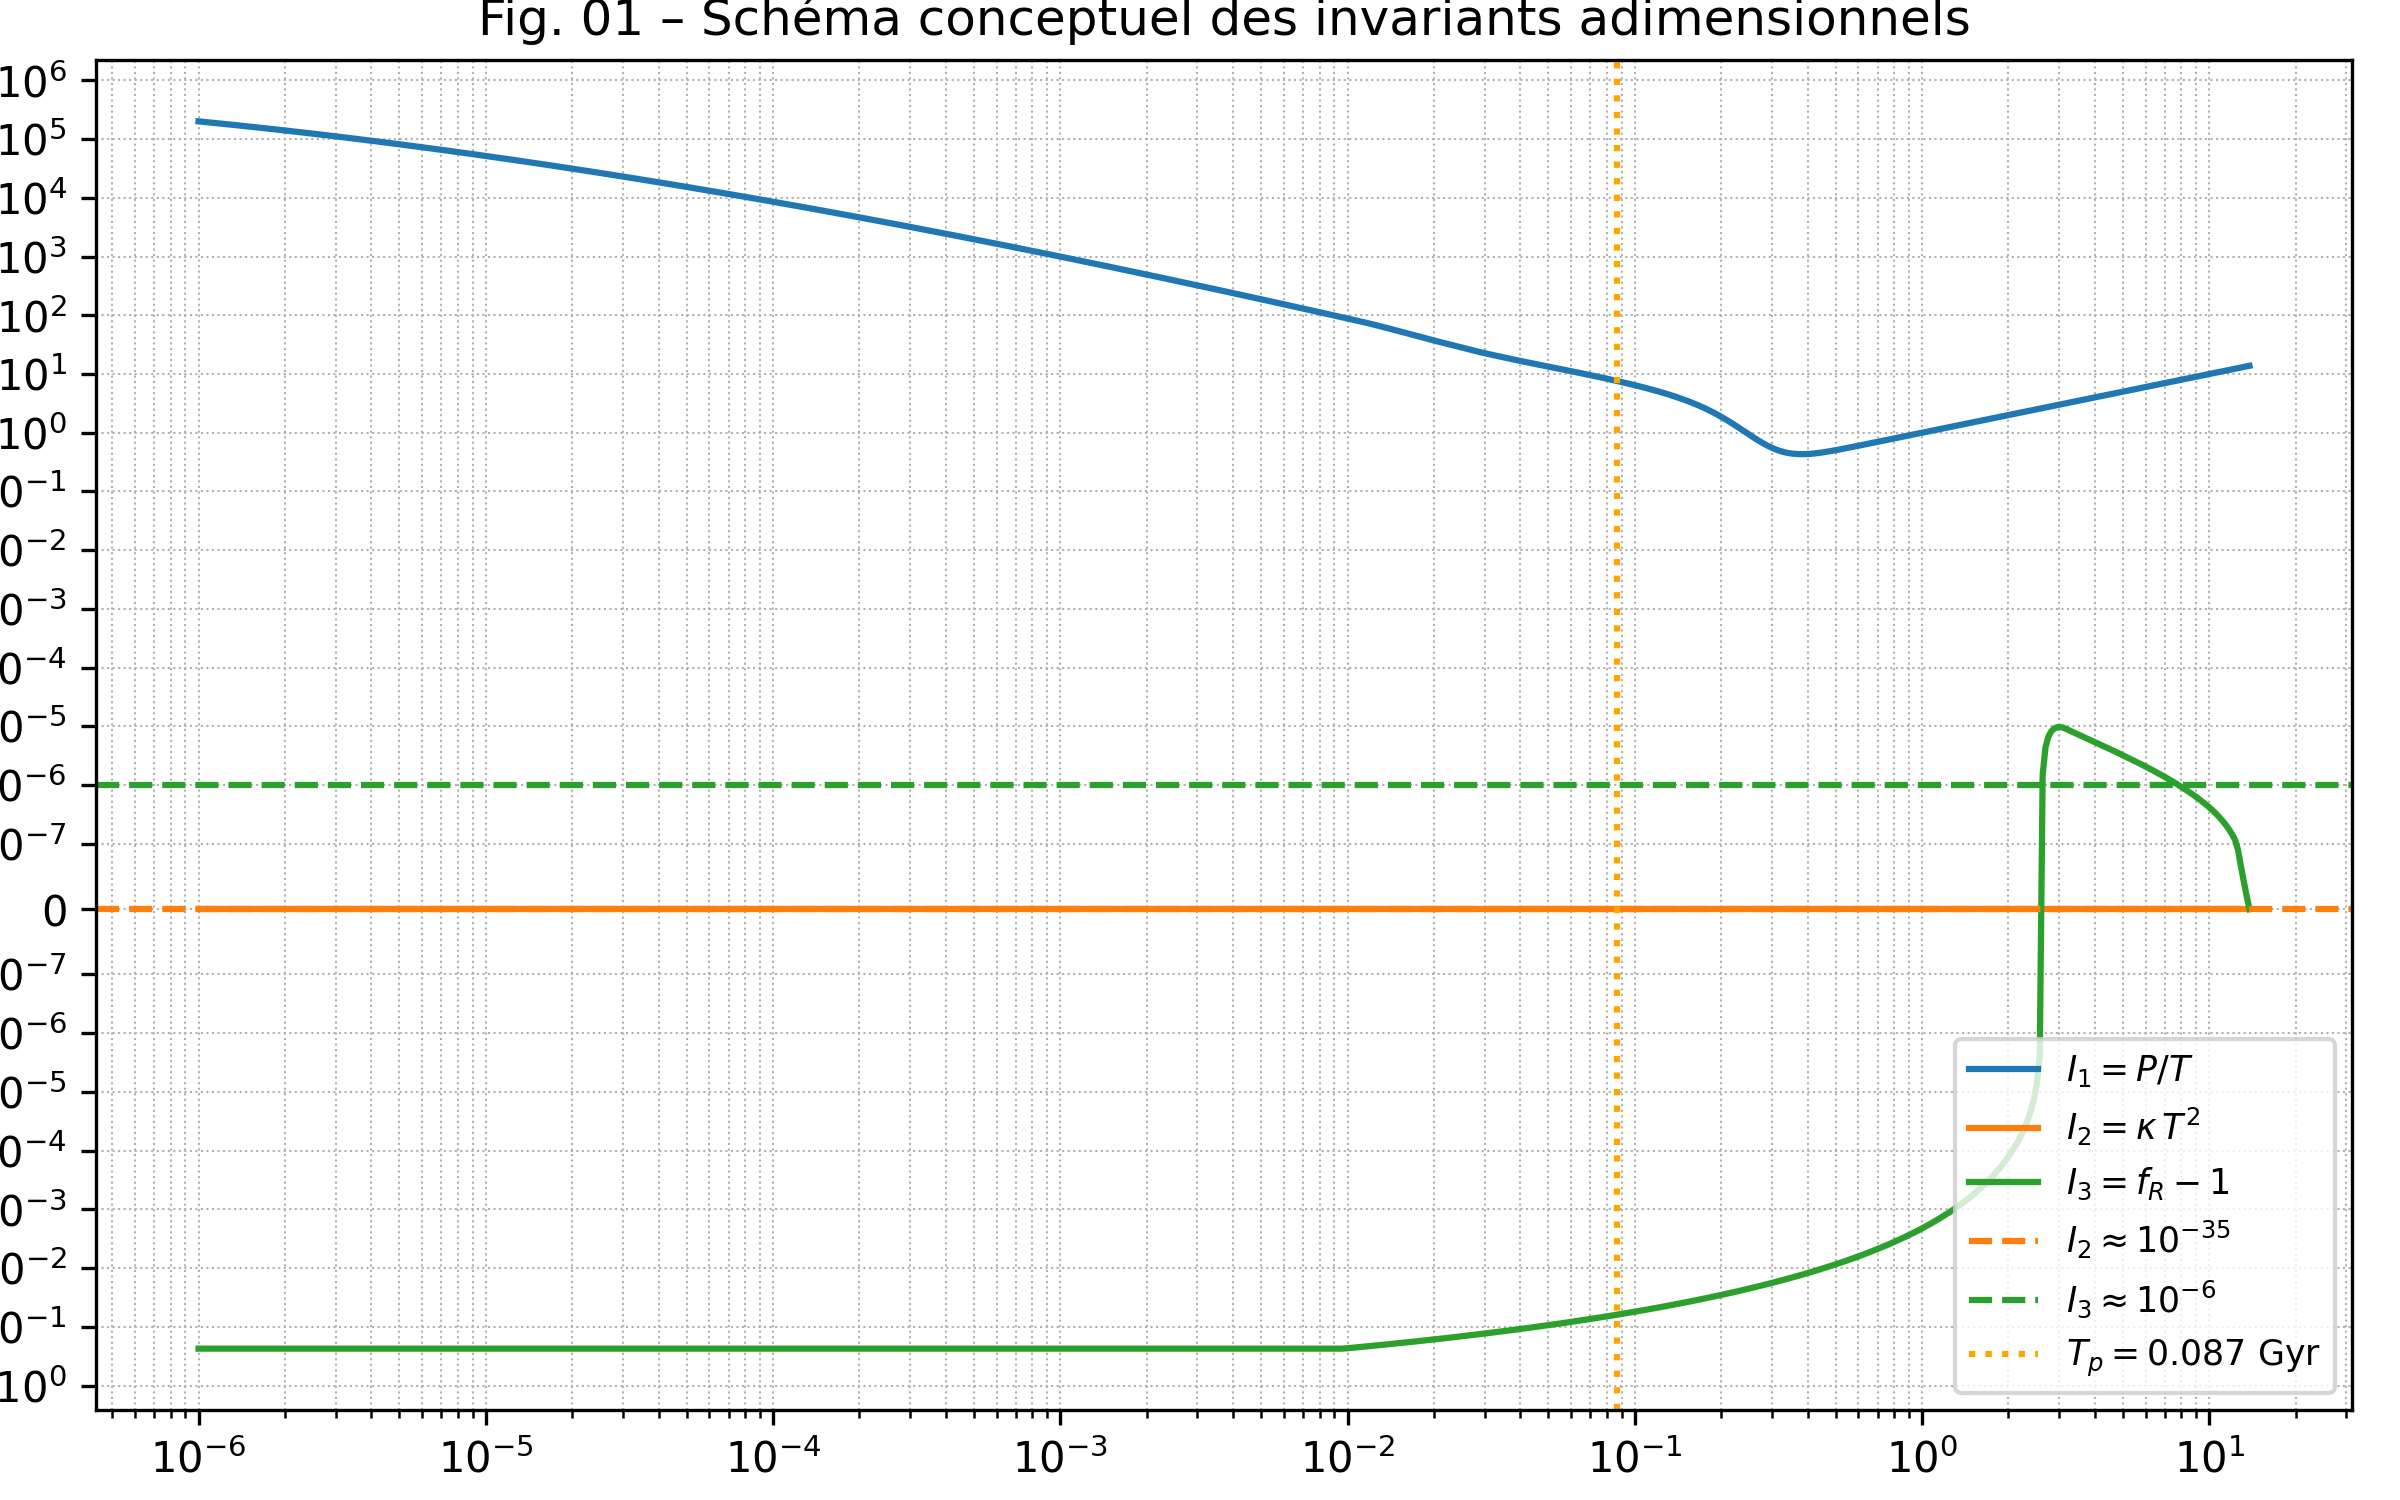 Fig. 01 – Schéma conceptuel des invariants adimensionnels
10⁶
10⁵
10⁴
10³
10²
10¹
10⁰
0⁻¹
0⁻²
0⁻³
0⁻⁴
0⁻⁵
0⁻⁶
0⁻⁷
0
0⁻⁷
0⁻⁶
0⁻⁵
0⁻⁴
0⁻³
0⁻²
0⁻¹
10⁰
I₁ = P/T
I₂ = κ T²
I₃ = f_R − 1
I₂ ≈ 10⁻³⁵
I₃ ≈ 10⁻⁶
T_p = 0.087 Gyr
10⁻⁶ 10⁻⁵ 10⁻⁴ 10⁻³ 10⁻² 10⁻¹ 10⁰ 10¹